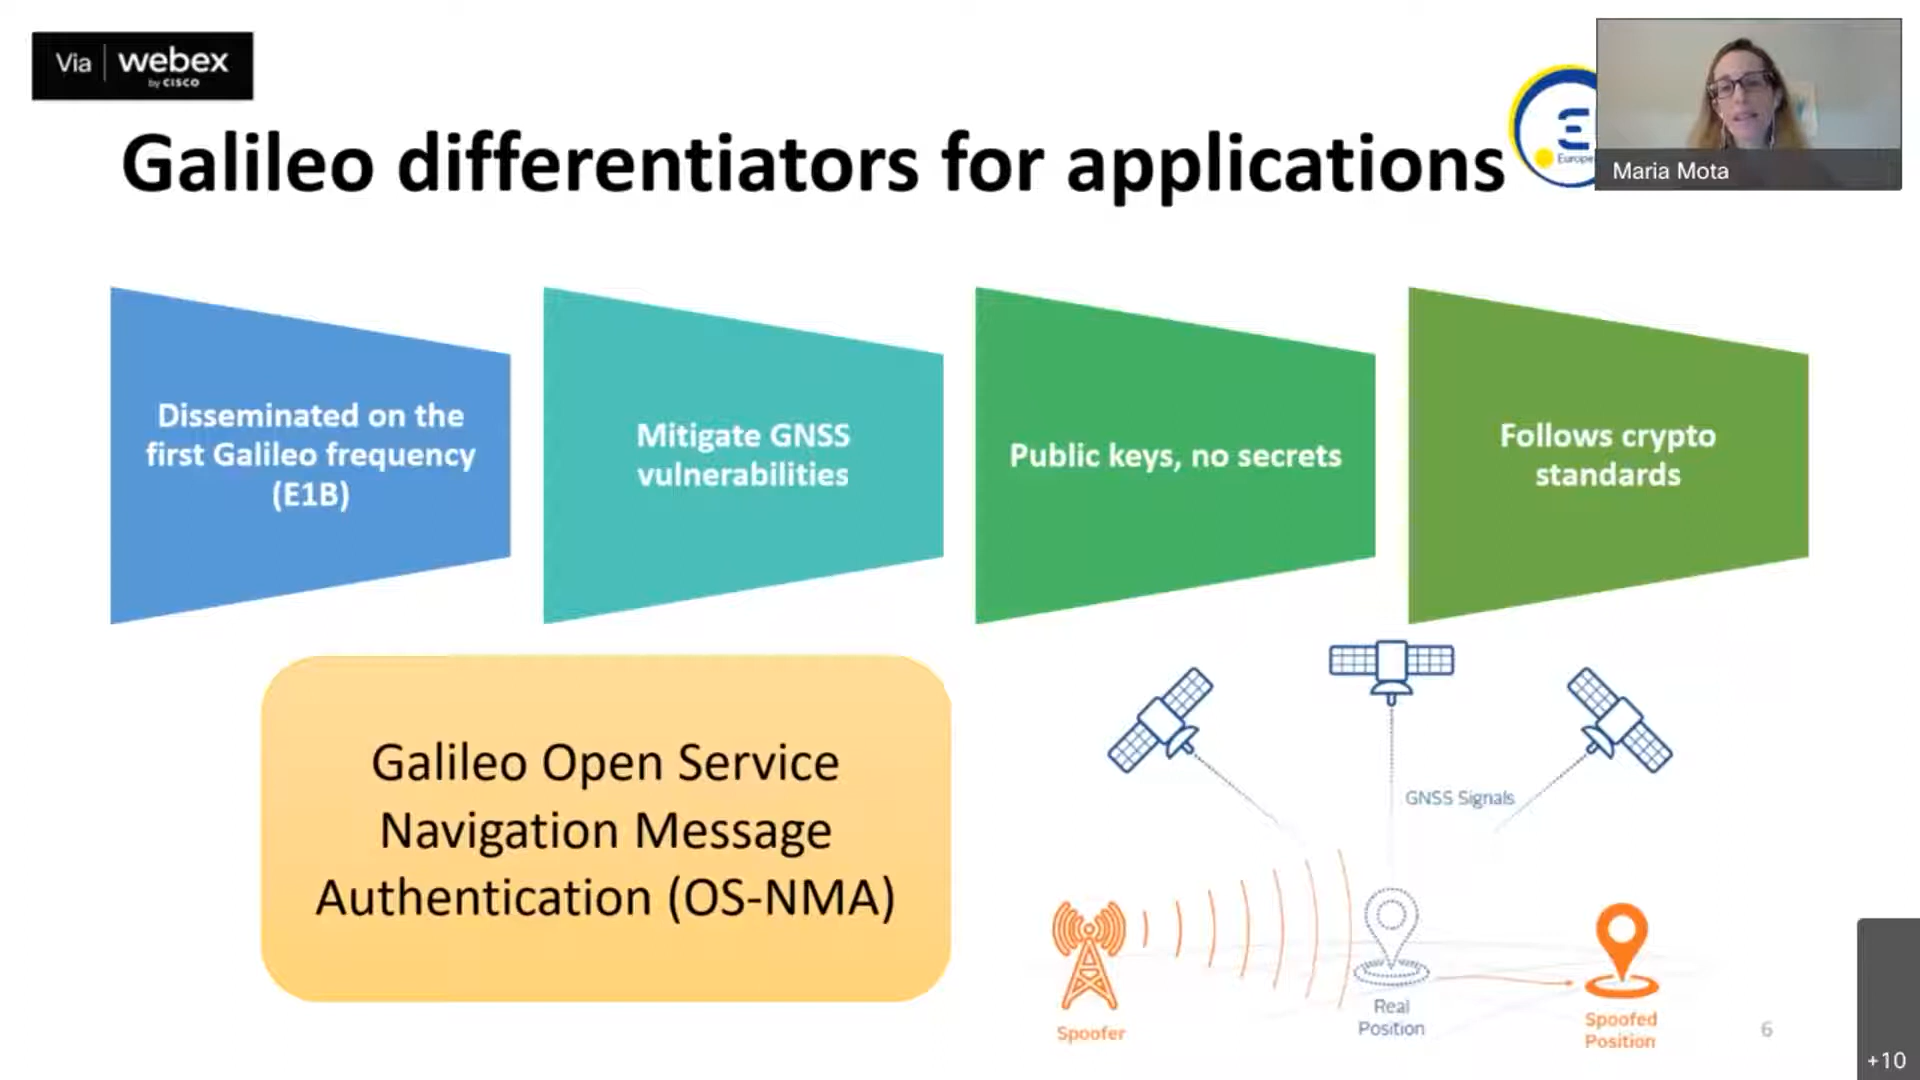 Via webex
by CISCO
Galileo differentiators for applications
Europe
Maria Mota
Disseminated on the
first Galileo frequency
(E1B)
Mitigate GNSS
vulnerabilities
Public keys, no secrets
Follows crypto
standards
Galileo Open Service
Navigation Message
Authentication (OS-NMA)
GNSS Signals
Spoofer
Real
Position
Spoofed
Position
6
+10